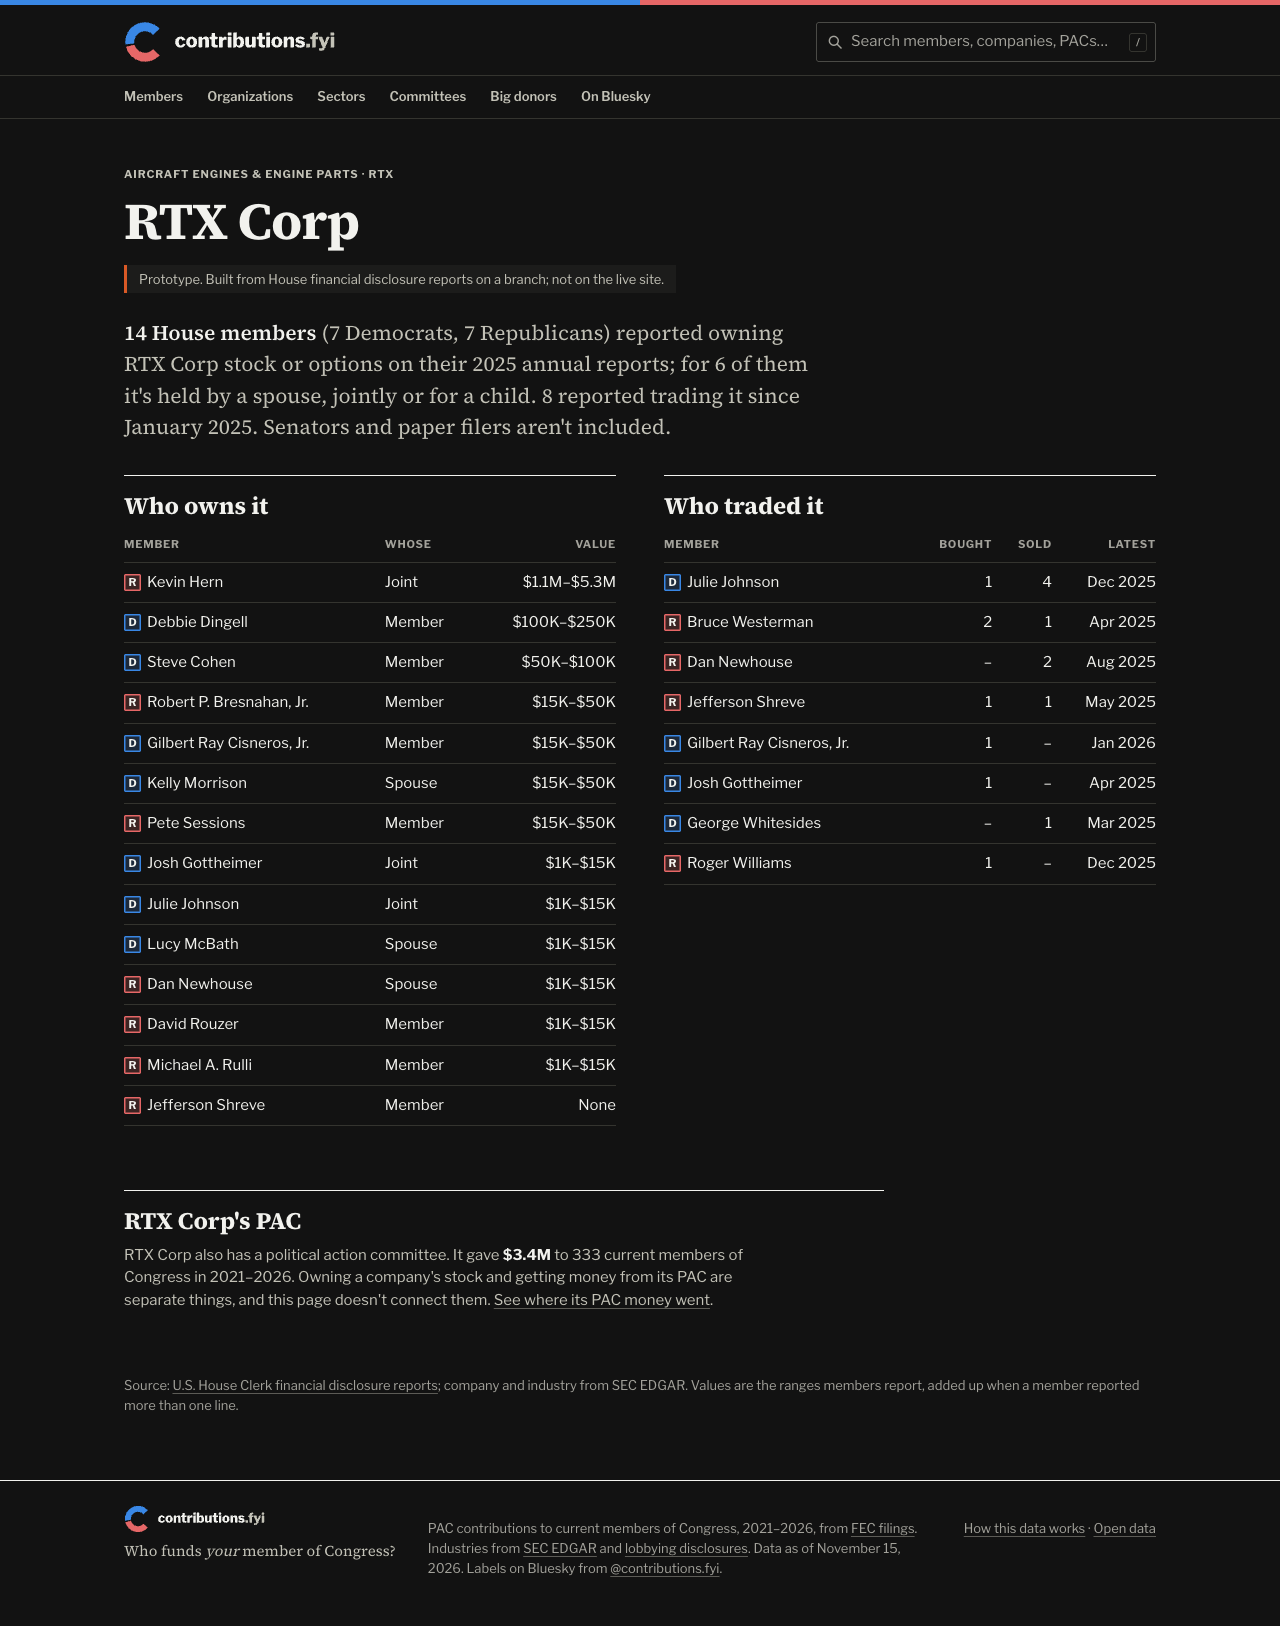 contributions.fyi
Search members, companies, PACs... /
Members Organizations Sectors Committees Big donors On Bluesky
AIRCRAFT ENGINES & ENGINE PARTS · RTX
RTX Corp
Prototype. Built from House financial disclosure reports on a branch; not on the live site.
14 House members (7 Democrats, 7 Republicans) reported owning
RTX Corp stock or options on their 2025 annual reports; for 6 of them
it's held by a spouse, jointly or for a child. 8 reported trading it since
January 2025. Senators and paper filers aren't included.
Who owns it
MEMBER WHOSE VALUE
R Kevin Hern Joint $1.1M–$5.3M
D Debbie Dingell Member $100K–$250K
D Steve Cohen Member $50K–$100K
R Robert P. Bresnahan, Jr. Member $15K–$50K
D Gilbert Ray Cisneros, Jr. Member $15K–$50K
D Kelly Morrison Spouse $15K–$50K
R Pete Sessions Member $15K–$50K
D Josh Gottheimer Joint $1K–$15K
D Julie Johnson Joint $1K–$15K
D Lucy McBath Spouse $1K–$15K
R Dan Newhouse Spouse $1K–$15K
R David Rouzer Member $1K–$15K
R Michael A. Rulli Member $1K–$15K
R Jefferson Shreve Member None
Who traded it
MEMBER BOUGHT SOLD LATEST
D Julie Johnson 1 4 Dec 2025
R Bruce Westerman 2 1 Apr 2025
R Dan Newhouse – 2 Aug 2025
R Jefferson Shreve 1 1 May 2025
D Gilbert Ray Cisneros, Jr. 1 – Jan 2026
D Josh Gottheimer 1 – Apr 2025
D George Whitesides – 1 Mar 2025
R Roger Williams 1 – Dec 2025
RTX Corp's PAC
RTX Corp also has a political action committee. It gave $3.4M to 333 current members of
Congress in 2021–2026. Owning a company's stock and getting money from its PAC are
separate things, and this page doesn't connect them. See where its PAC money went.
Source: U.S. House Clerk financial disclosure reports; company and industry from SEC EDGAR. Values are the ranges members report, added up when a member reported
more than one line.
contributions.fyi
Who funds your member of Congress?
PAC contributions to current members of Congress, 2021–2026, from FEC filings.
Industries from SEC EDGAR and lobbying disclosures. Data as of November 15,
2026. Labels on Bluesky from @contributions.fyi.
How this data works · Open data